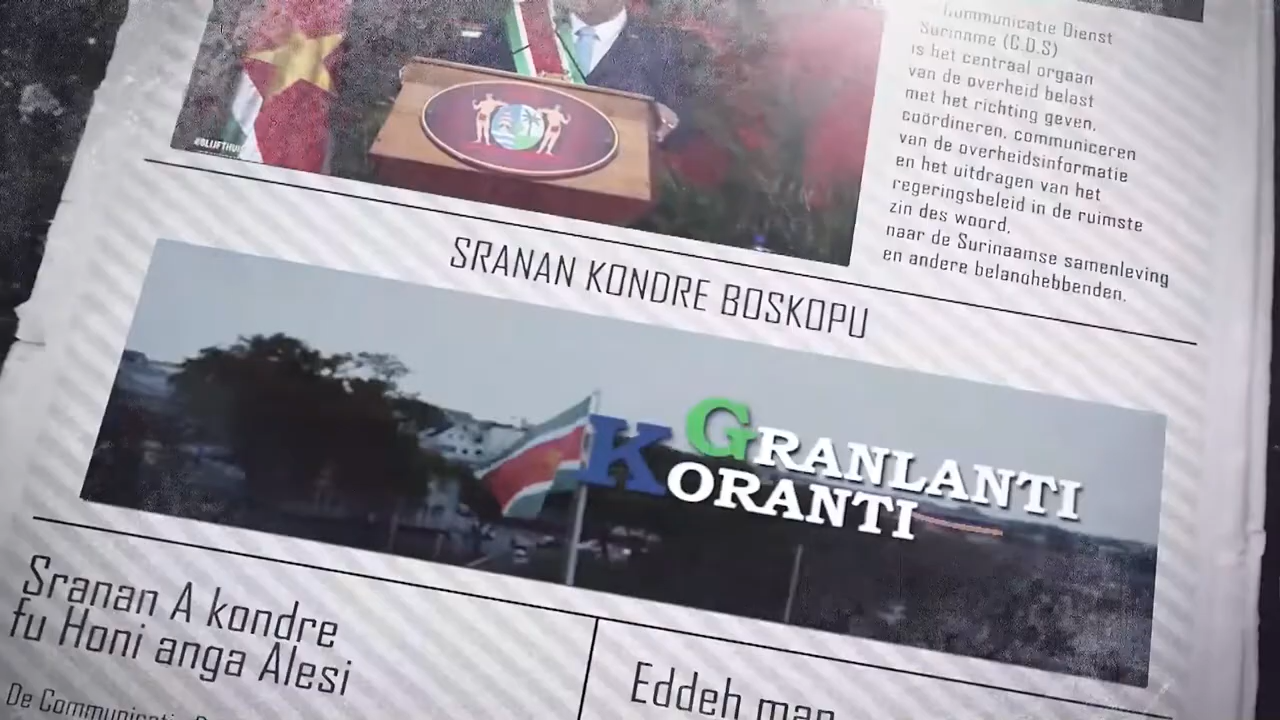 Communicatie Dienst
Suriname (C.D.S)
is het centraal orgaan
van de overheid belast
met het richting geven,
coördineren, communiceren
van de overheidsinformatie
en het uitdragen van het
regeringsbeleid in de ruimste
zin des woord,
naar de Surinaamse samenleving
en andere belanghebbenden.
SRANAN KONDRE BOSKOPU
GRANLANTI
KORANTI
Sranan A kondre
fu Honi anga Alesi
De
Eddeh man